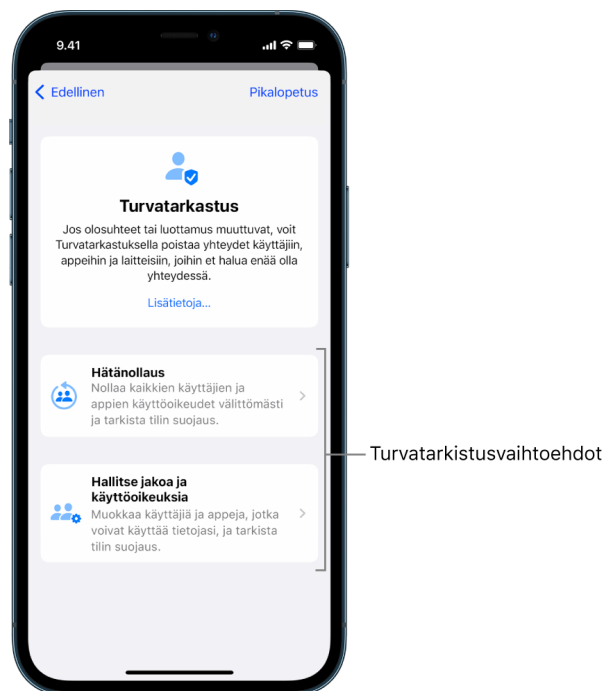 9.41
Edellinen
Pikalopetus
Turvatarkastus
Jos olosuhteet tai luottamus muuttuvat, voit
Turvatarkastuksella poistaa yhteydet käyttäjiin,
appeihin ja laitteisiin, joihin et halua enää olla
yhteydessä.
Lisätietoja...
Hätänollaus
Nollaa kaikkien käyttäjien ja
appien käyttöoikeudet välittömästi
ja tarkista tilin suojaus.
Turvatarkistusvaihtoehdot
Hallitse jakoa ja
käyttöoikeuksia
Muokkaa käyttäjiä ja appeja, jotka
voivat käyttää tietojasi, ja tarkista
tilin suojaus.